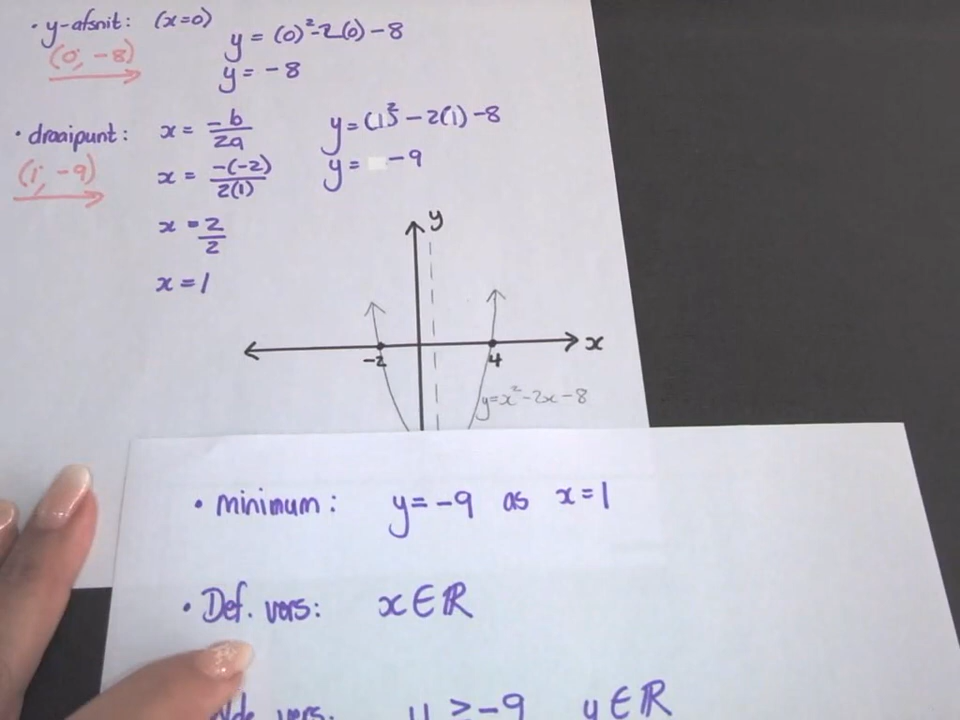 • y-afsnit: (x=0) y = (0)²-2(0)-8
(0; -8) y = -8
• draaipunt: x = -b/2a y=(1)²-2(1)-8
(1; -9) x = -(-2)/2(1) y = -9
x = 2/2
x = 1
y
x
-2 4
y=x²-2x-8
• minimum: y=-9 as x=1
• Def. vers: x∈ℝ
vers. y ≥ -9 y∈ℝ